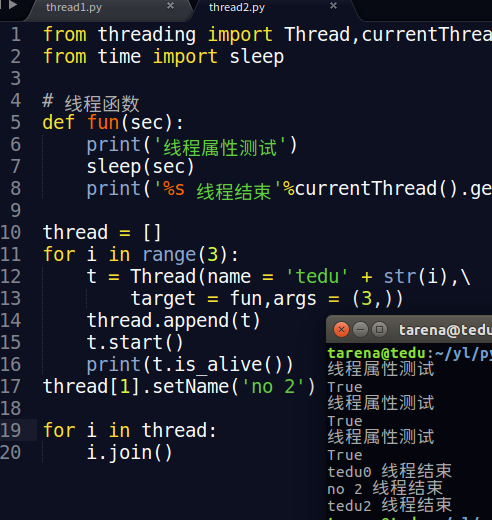 thread1.py × thread2.py ×
1 from threading import Thread,currentThrea
2 from time import sleep
3
4 # 线程函数
5 def fun(sec):
6     print('线程属性测试')
7     sleep(sec)
8     print('%s 线程结束'%currentThread().ge
9
10 thread = []
11 for i in range(3):
12     t = Thread(name = 'tedu' + str(i),\
13         target = fun,args = (3,))
14     thread.append(t)
15     t.start()
16     print(t.is_alive())
17 thread[1].setName('no 2')
18
19 for i in thread:
20     i.join()
tarena@tedu
tarena@tedu:~/yl/py
线程属性测试
True
线程属性测试
True
线程属性测试
True
tedu0 线程结束
no 2 线程结束
tedu2 线程结束